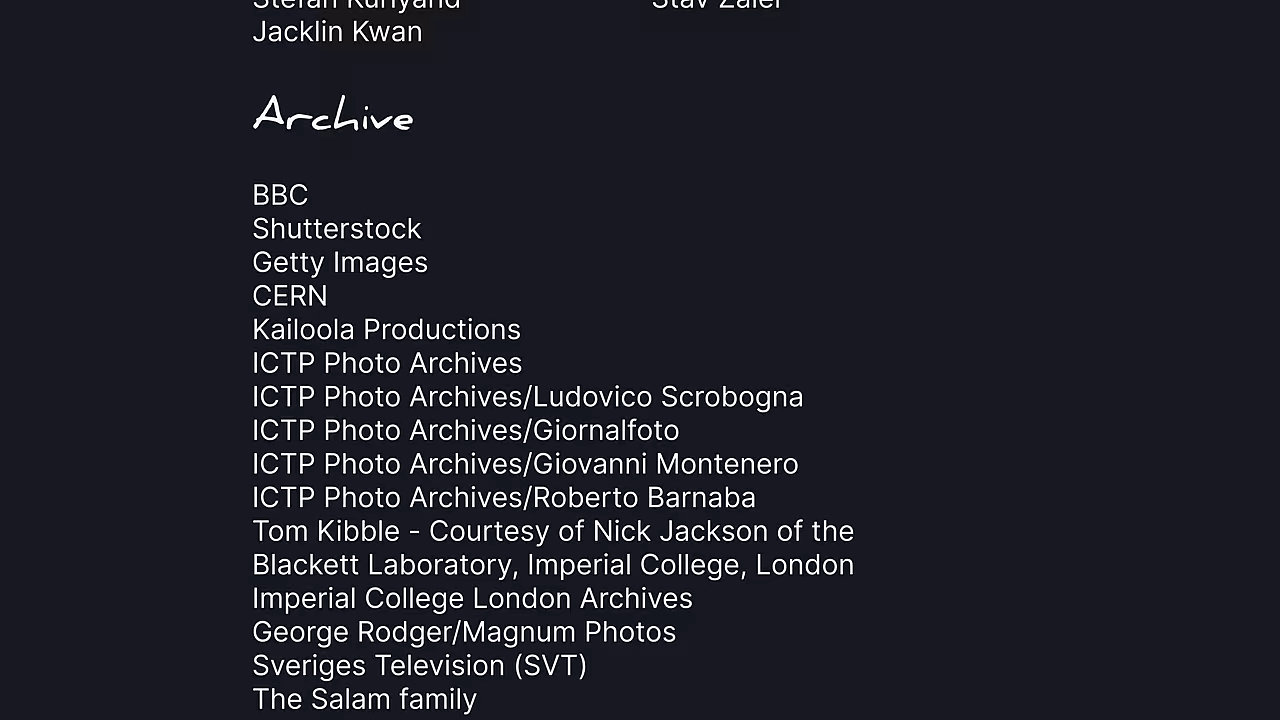 Jacklin Kwan
Archive
BBC
Shutterstock
Getty Images
CERN
Kailoola Productions
ICTP Photo Archives
ICTP Photo Archives/Ludovico Scrobogna
ICTP Photo Archives/Giornalfoto
ICTP Photo Archives/Giovanni Montenero
ICTP Photo Archives/Roberto Barnaba
Tom Kibble - Courtesy of Nick Jackson of the
Blackett Laboratory, Imperial College, London
Imperial College London Archives
George Rodger/Magnum Photos
Sveriges Television (SVT)
The Salam family